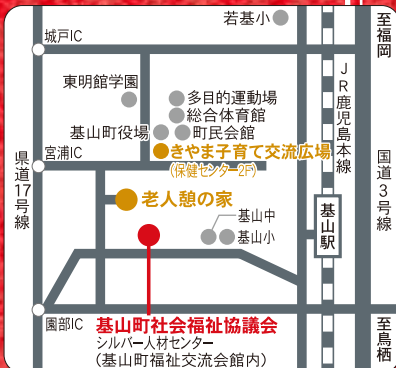 若基小
至福岡
城戸IC
JR鹿児島本線
東明館学園
多目的運動場
総合体育館
基山町役場
町民会館
宮浦IC
きやま子育て交流広場
(保健センター2F)
県道17号線
国道3号線
老人憩の家
基山中
基山小
基山駅
園部IC
基山町社会福祉協議会
シルバー人材センター
(基山町福祉交流会館内)
至鳥栖